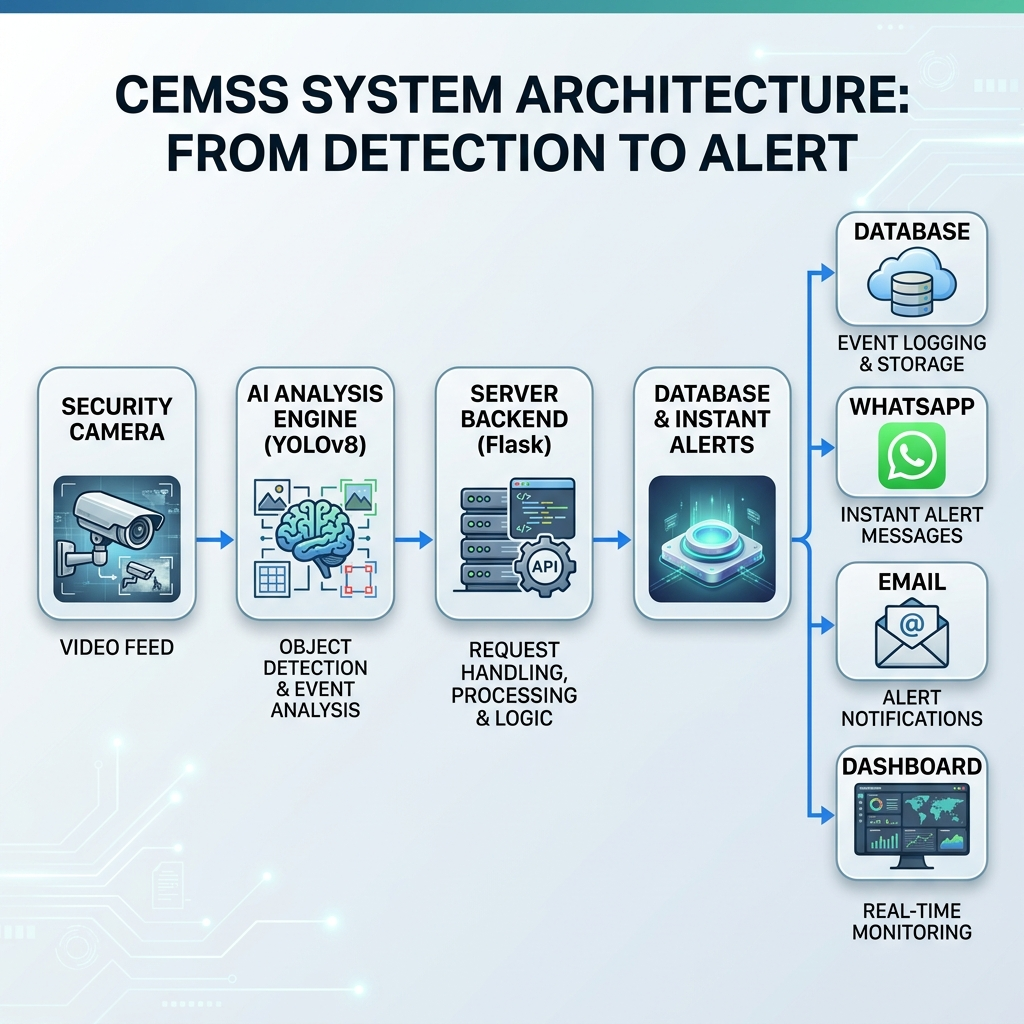 CEMSS SYSTEM ARCHITECTURE:
FROM DETECTION TO ALERT
SECURITY
CAMERA
VIDEO FEED
AI ANALYSIS
ENGINE
(YOLOv8)
OBJECT
DETECTION
& EVENT
ANALYSIS
SERVER
BACKEND
(Flask)
</>
</>
API
REQUEST
HANDLING,
PROCESSING
& LOGIC
DATABASE
& INSTANT
ALERTS
DATABASE
EVENT LOGGING
& STORAGE
WHATSAPP
INSTANT ALERT
MESSAGES
EMAIL
@
ALERT
NOTIFICATIONS
DASHBOARD
REAL-TIME
MONITORING